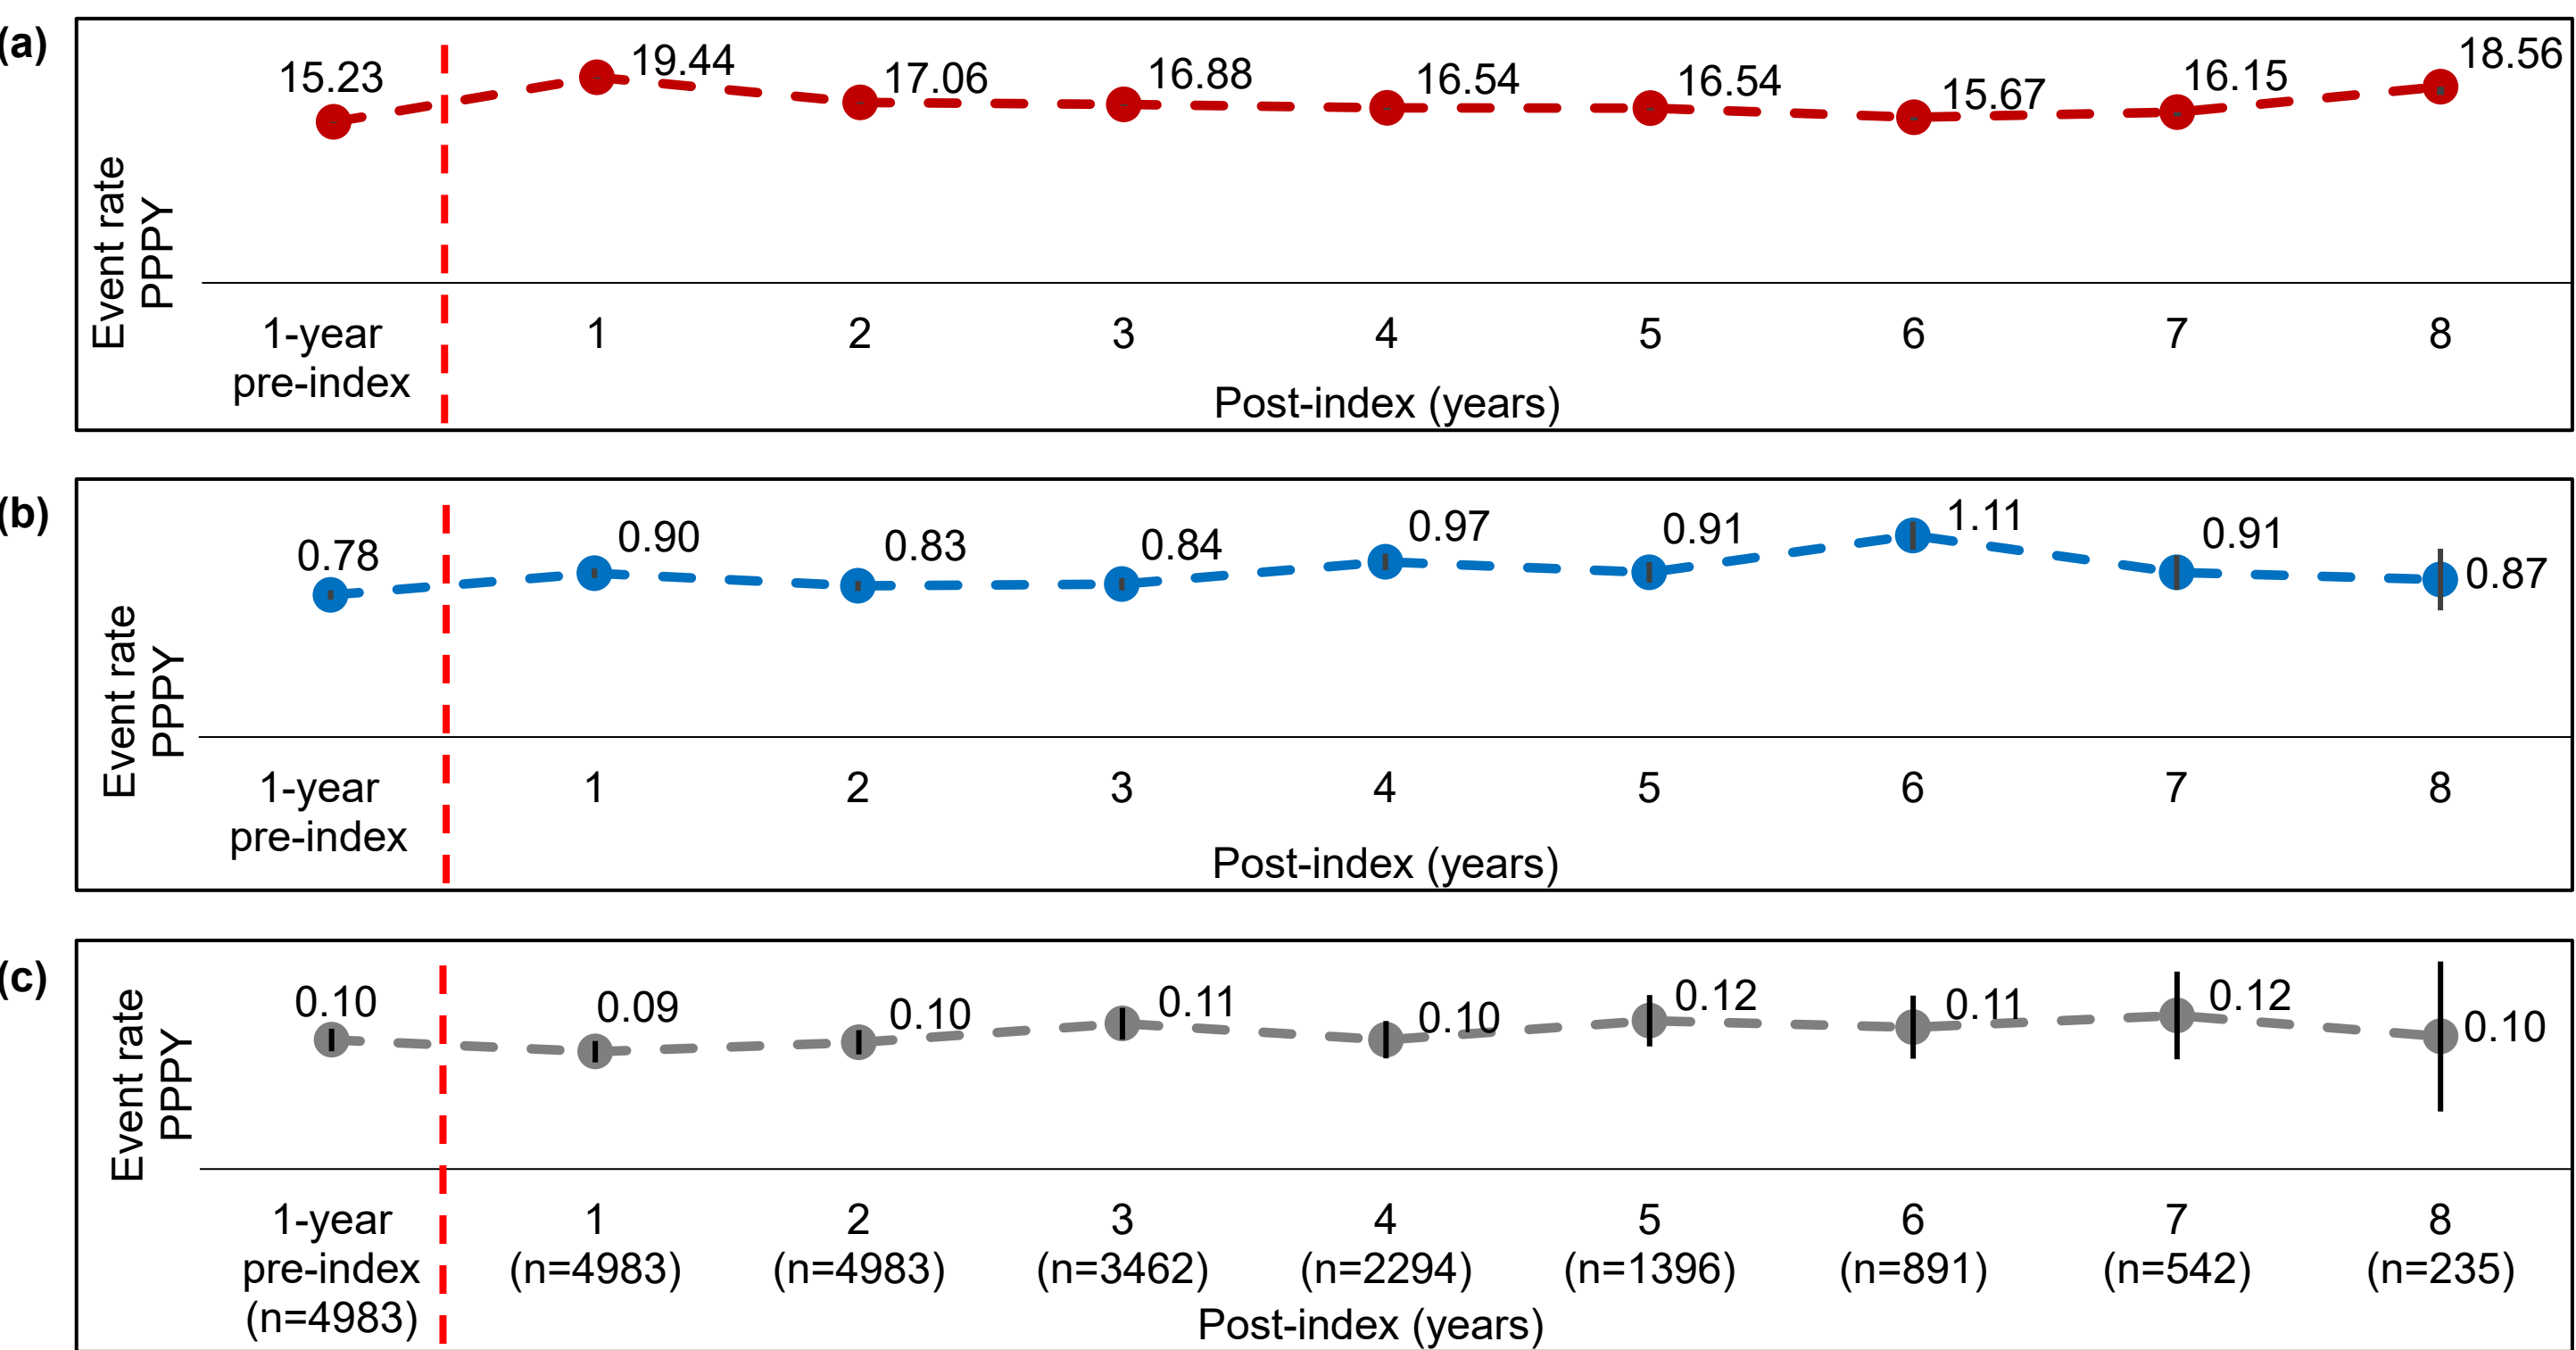 (a)
15.23
19.44
17.06
16.88
16.54
16.54
15.67
16.15
18.56
Event rate
PPPY
1-year
pre-index
1
2
3
4
5
6
7
8
Post-index (years)
(b)
0.78
0.90
0.83
0.84
0.97
0.91
1.11
0.91
0.87
Event rate
PPPY
1-year
pre-index
1
2
3
4
5
6
7
8
Post-index (years)
(c)
0.10
0.09
0.10
0.11
0.10
0.12
0.11
0.12
0.10
Event rate
PPPY
1-year
pre-index
(n=4983)
1
(n=4983)
2
(n=4983)
3
(n=3462)
4
(n=2294)
5
(n=1396)
6
(n=891)
7
(n=542)
8
(n=235)
Post-index (years)